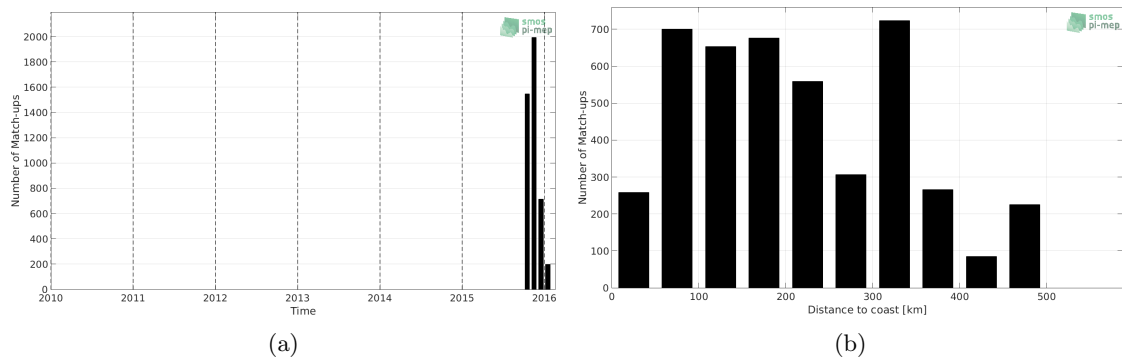 smos
pi-mep
2000
1800
1600
1400
1200
1000
800
600
400
200
0
Number of Match-ups
2010 2011 2012 2013 2014 2015 2016
Time
(a)
smos
pi-mep
700
600
500
400
300
200
100
0
Number of Match-ups
0 100 200 300 400 500
Distance to coast [km]
(b)